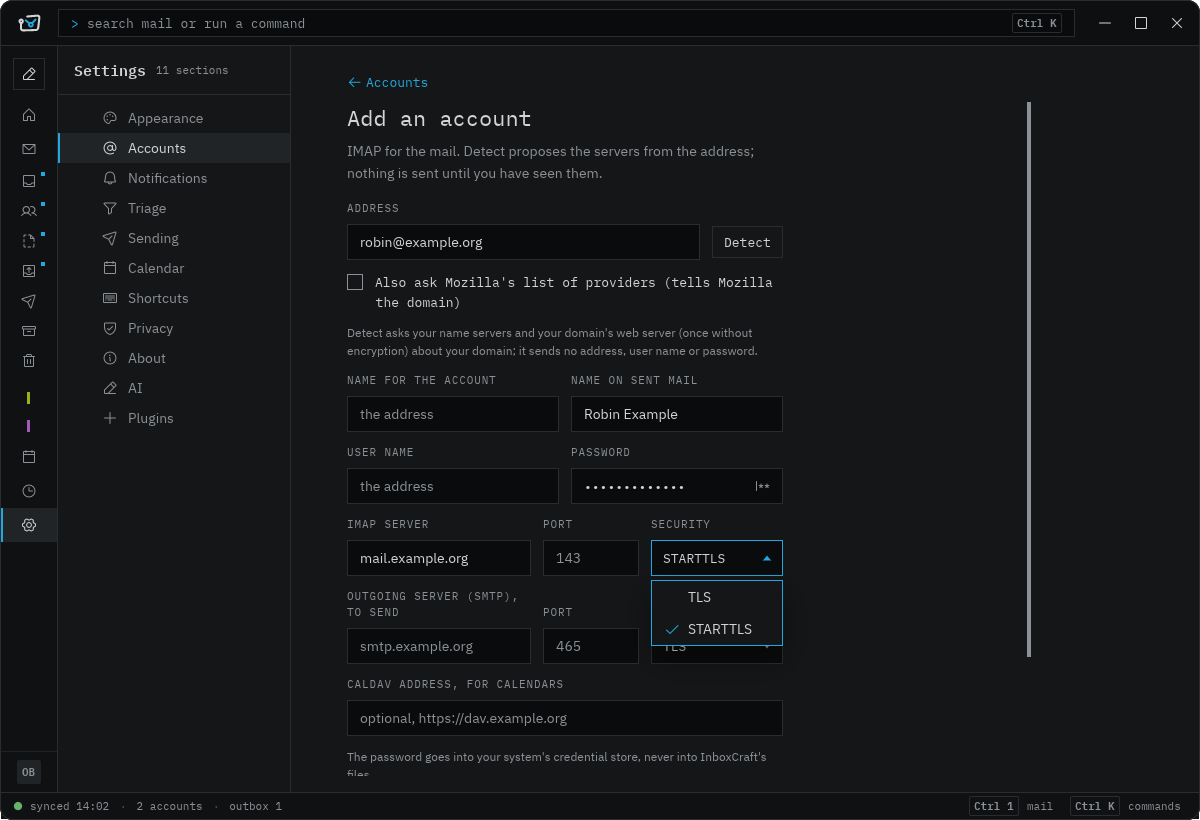 > search mail or run a command
Ctrl K
Settings 11 sections
Appearance
Accounts
Notifications
Triage
Sending
Calendar
Shortcuts
Privacy
About
AI
Plugins
← Accounts
Add an account
IMAP for the mail. Detect proposes the servers from the address;
nothing is sent until you have seen them.
ADDRESS
robin@example.org
Detect
Also ask Mozilla's list of providers (tells Mozilla
the domain)
Detect asks your name servers and your domain's web server (once without
encryption) about your domain; it sends no address, user name or password.
NAME FOR THE ACCOUNT
NAME ON SENT MAIL
the address
Robin Example
USER NAME
PASSWORD
the address
•••••••••••••
|**
IMAP SERVER
PORT
SECURITY
mail.example.org
143
STARTTLS
TLS
STARTTLS
OUTGOING SERVER (SMTP),
TO SEND
PORT
smtp.example.org
465
TLS
CALDAV ADDRESS, FOR CALENDARS
optional, https://dav.example.org
The password goes into your system's credential store, never into InboxCraft's
files.
OB
synced 14:02 · 2 accounts · outbox 1
Ctrl 1 mail
Ctrl K commands